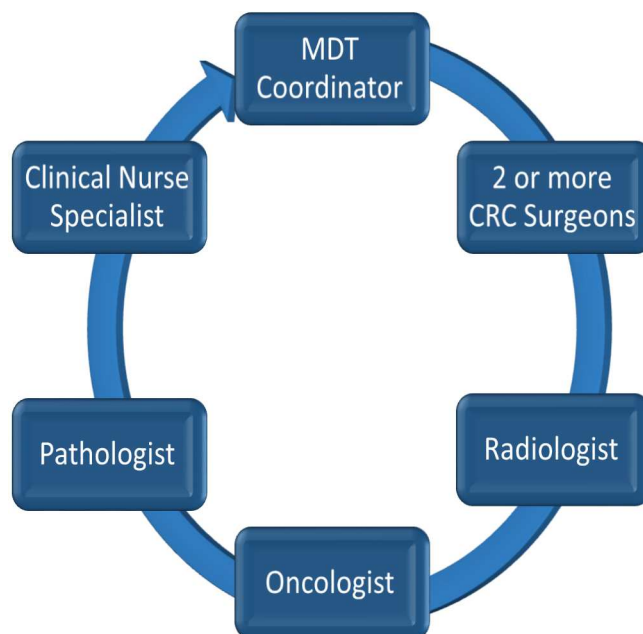 MDT
Coordinator
2 or more
CRC Surgeons
Radiologist
Oncologist
Pathologist
Clinical Nurse
Specialist